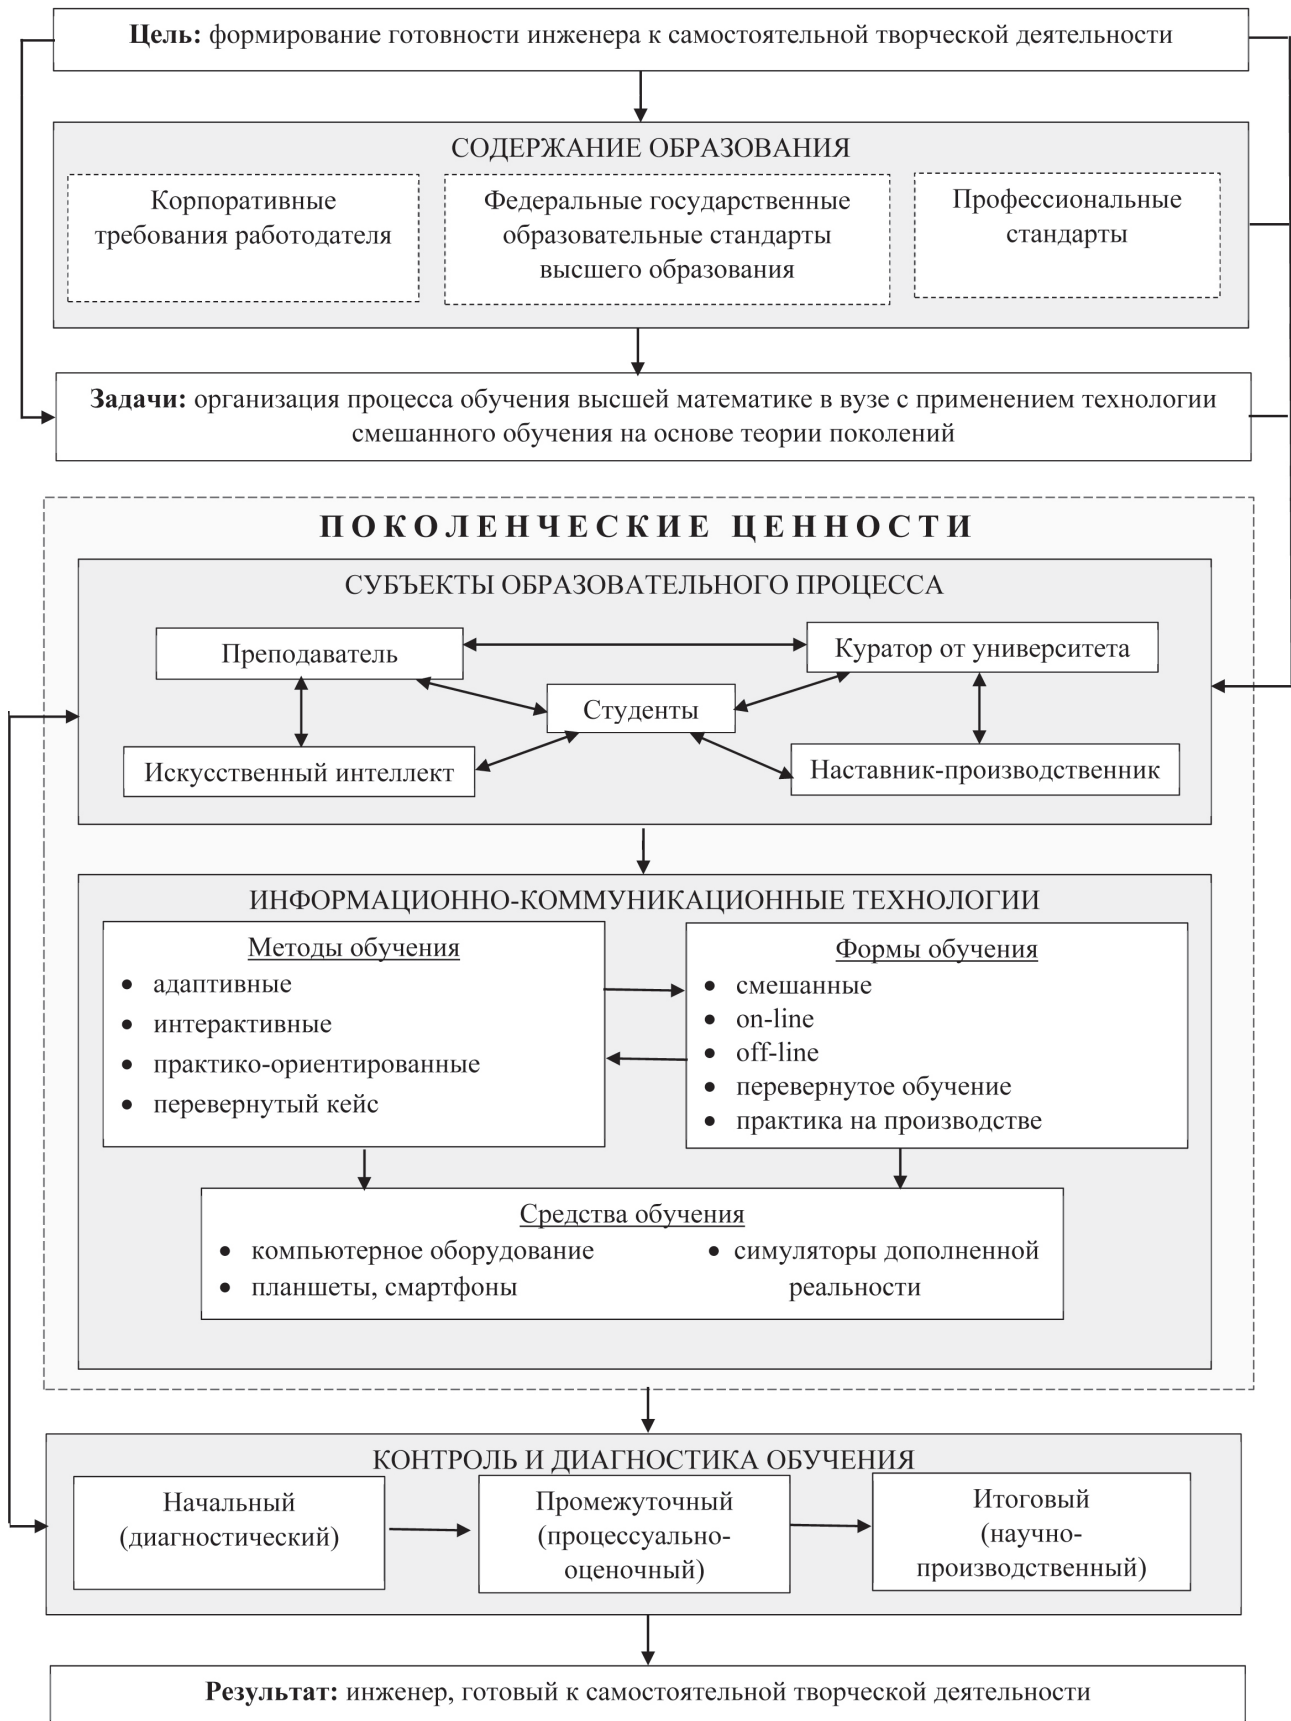 Цель: формирование готовности инженера к самостоятельной творческой деятельности
СОДЕРЖАНИЕ ОБРАЗОВАНИЯ
Корпоративные
требования работодателя
Федеральные государственные
образовательные стандарты
высшего образования
Профессиональные
стандарты
Задачи: организация процесса обучения высшей математике в вузе с применением технологии
смешанного обучения на основе теории поколений
ПОКОЛЕНЧЕСКИЕ ЦЕННОСТИ
СУБЪЕКТЫ ОБРАЗОВАТЕЛЬНОГО ПРОЦЕССА
Преподаватель
Куратор от университета
Студенты
Искусственный интеллект
Наставник-производственник
ИНФОРМАЦИОННО-КОММУНИКАЦИОННЫЕ ТЕХНОЛОГИИ
Методы обучения
• адаптивные
• интерактивные
• практико-ориентированные
• перевернутый кейс
Формы обучения
• смешанные
• on-line
• off-line
• перевернутое обучение
• практика на производстве
Средства обучения
• компьютерное оборудование
• планшеты, смартфоны
• симуляторы дополненной
реальности
КОНТРОЛЬ И ДИАГНОСТИКА ОБУЧЕНИЯ
Начальный
(диагностический)
Промежуточный
(процессуально-
оценочный)
Итоговый
(научно-
производственный)
Результат: инженер, готовый к самостоятельной творческой деятельности